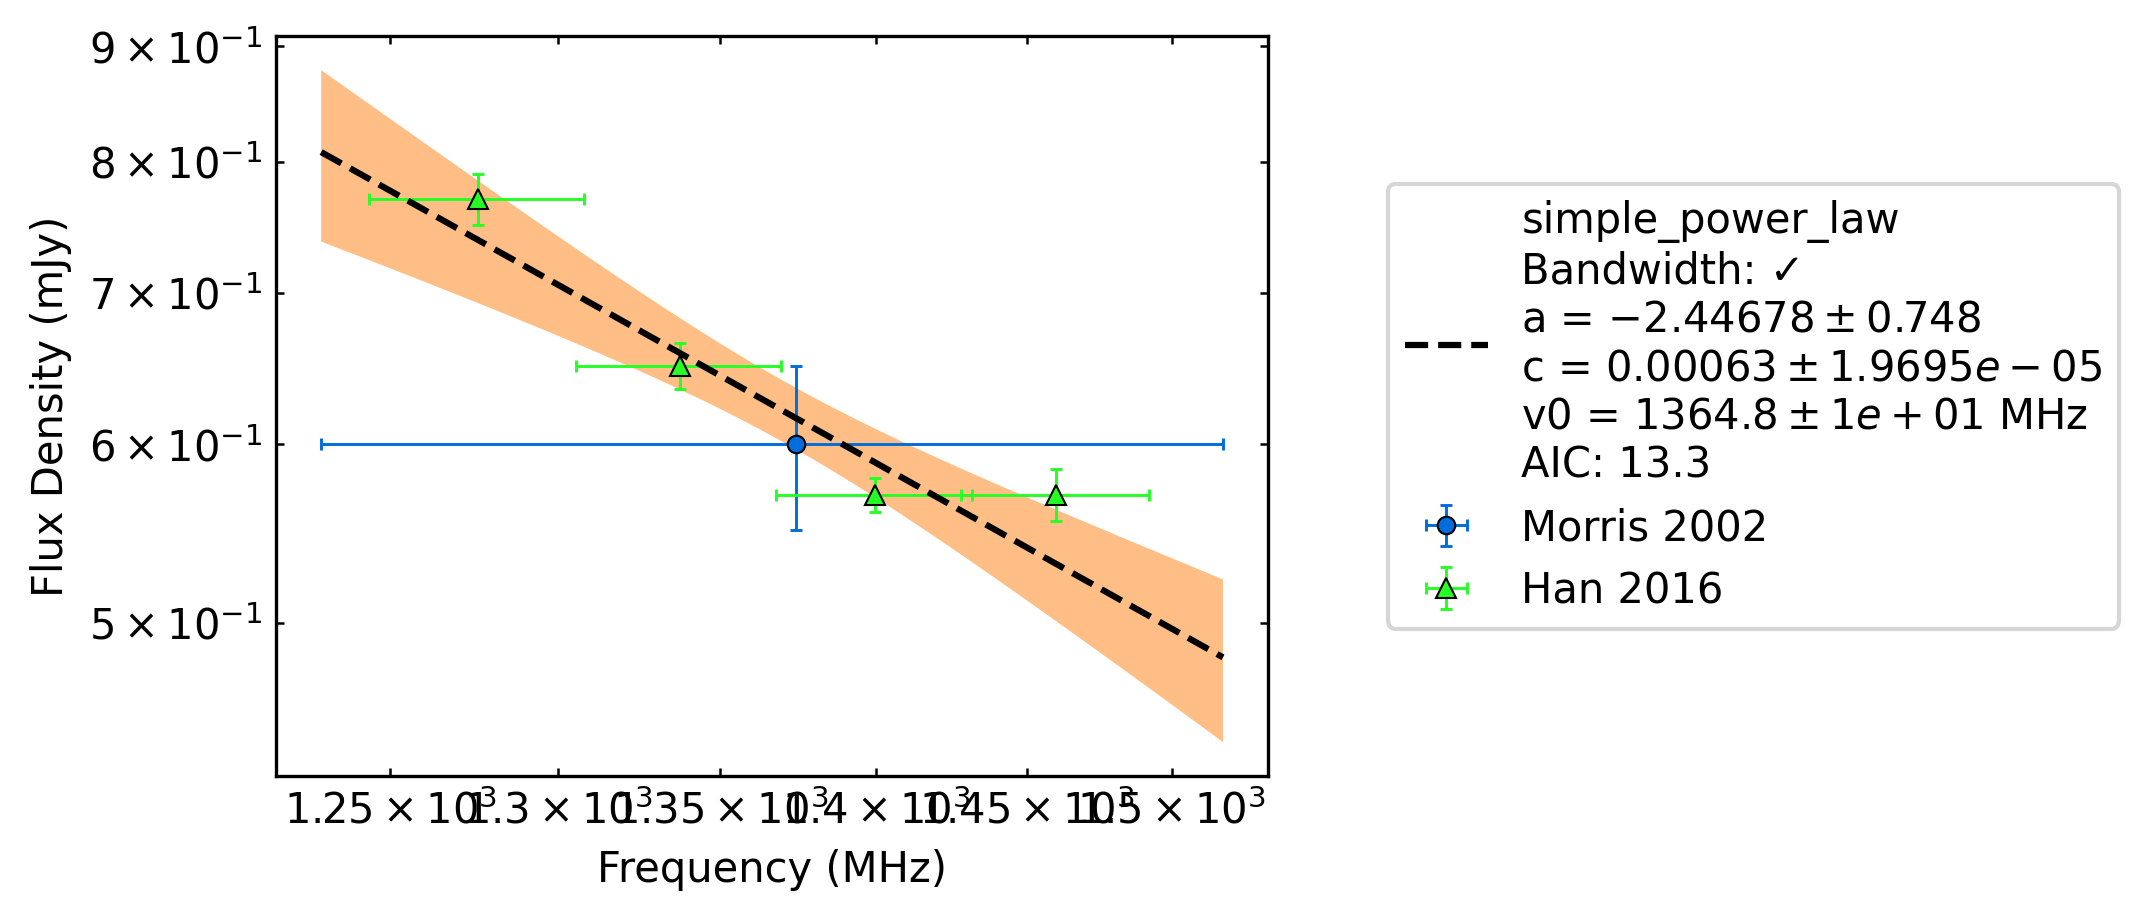 9 × 10⁻¹
8 × 10⁻¹
7 × 10⁻¹
6 × 10⁻¹
5 × 10⁻¹
Flux Density (mJy)
1.25 × 10³
1.3 × 10³
1.35 × 10³
1.4 × 10³
1.45 × 10³
1.5 × 10³
Frequency (MHz)
simple_power_law
Bandwidth: ✓
a = −2.44678 ± 0.748
c = 0.00063 ± 1.9695e − 05
v0 = 1364.8 ± 1e + 01 MHz
AIC: 13.3
Morris 2002
Han 2016